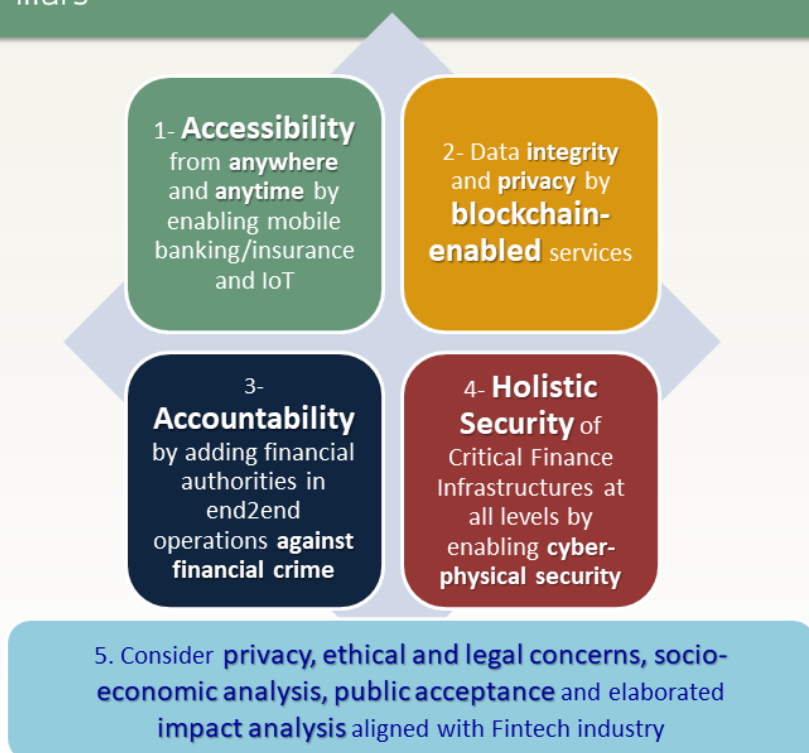 1- Accessibility
from anywhere
and anytime by
enabling mobile
banking/insurance
and IoT
2- Data integrity
and privacy by
blockchain-
enabled services
3-
Accountability
by adding financial
authorities in
end2end
operations against
financial crime
4- Holistic
Security of
Critical Finance
Infrastructures at
all levels by
enabling cyber-
physical security
5. Consider privacy, ethical and legal concerns, socio-
economic analysis, public acceptance and elaborated
impact analysis aligned with Fintech industry